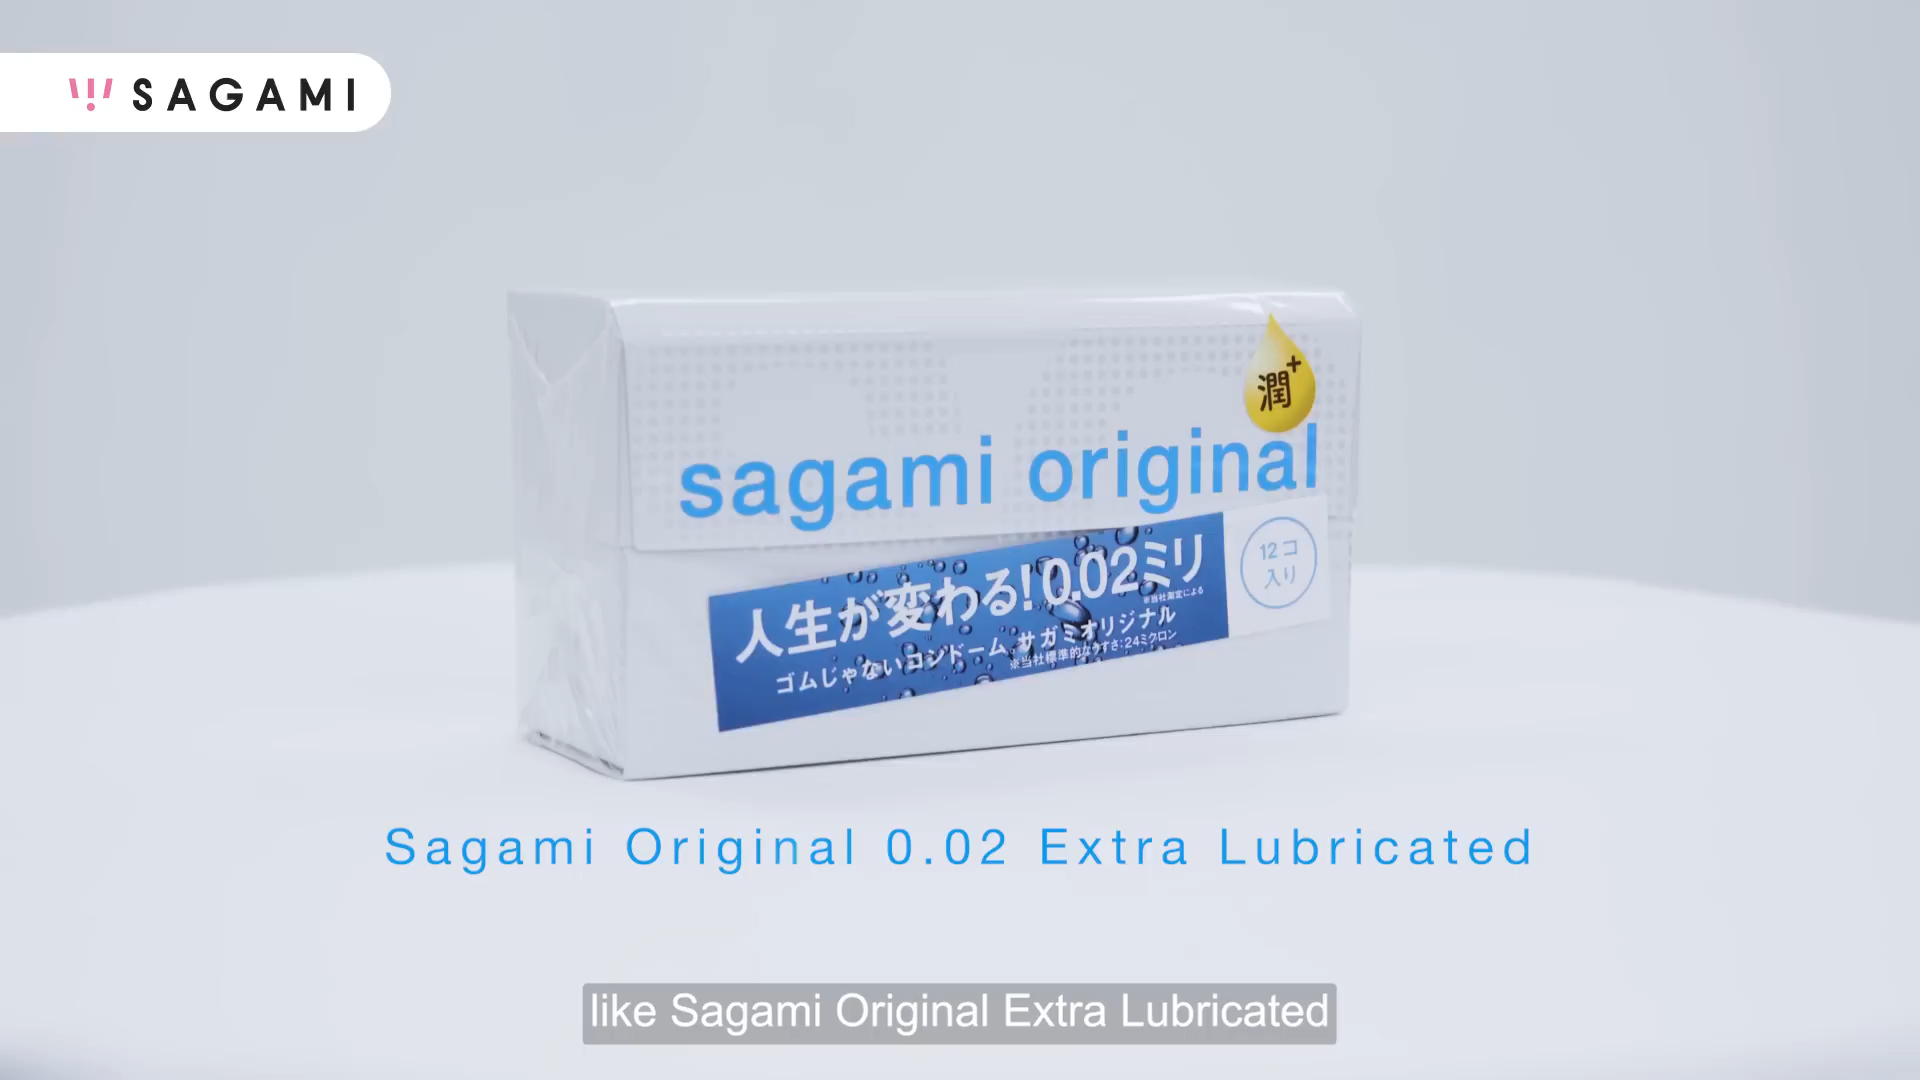 SAGAMI
潤+
sagami original
人生が変わる!0.02ミリ
※当社測定による
ゴムじゃないコンドーム サガミオリジナル
※当社標準的なうすさ:24ミクロン
12コ
入り
Sagami Original 0.02 Extra Lubricated
like Sagami Original Extra Lubricated